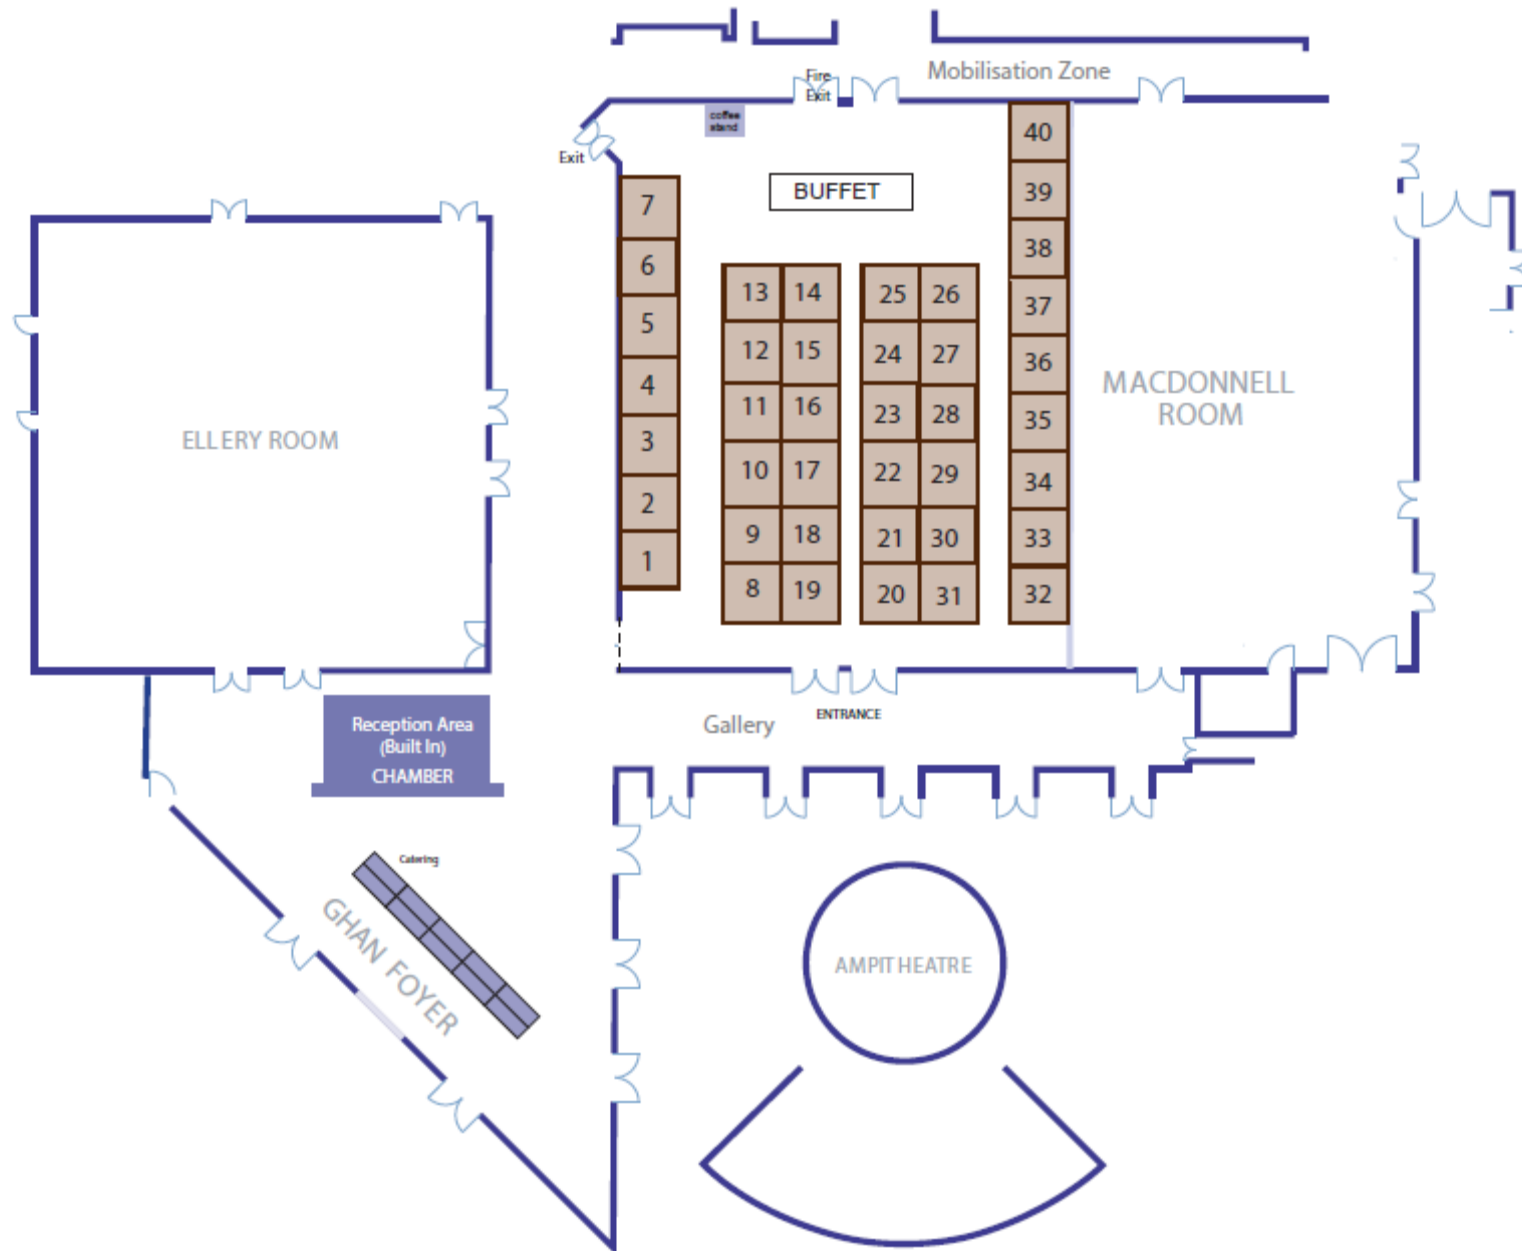 Mobilisation Zone
Fire
Exit
coffee
stand
Exit
BUFFET
40
39
38
37
36
35
34
33
32
7
6
5
4
3
2
1
13 14
12 15
11 16
10 17
9 18
8 19
25 26
24 27
23 28
22 29
21 30
20 31
MACDONNELL
ROOM
ELLERY ROOM
Reception Area
(Built In)
CHAMBER
Gallery
ENTRANCE
Catering
GHAN FOYER
AMPIT HEATRE